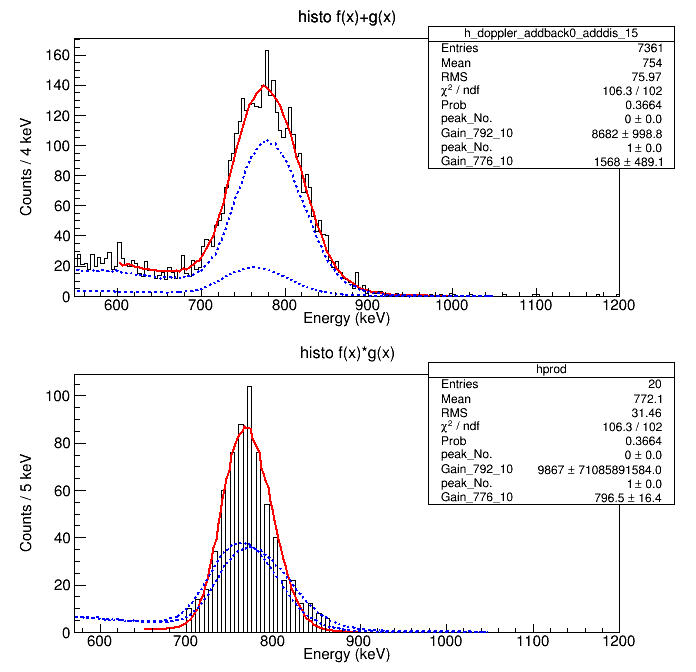 histo f(x)+g(x)
h_doppler_addback0_adddis_15
Entries 7361
Mean 754
RMS 75.97
χ² / ndf 106.3 / 102
Prob 0.3664
peak_No. 0 ± 0.0
Gain_792_10 8682 ± 998.8
peak_No. 1 ± 0.0
Gain_776_10 1568 ± 489.1
Counts / 4 keV
160
140
120
100
80
60
40
20
0
600 700 800 900 1000 1100 1200
Energy (keV)
histo f(x)*g(x)
hprod
Entries 20
Mean 772.1
RMS 31.46
χ² / ndf 106.3 / 102
Prob 0.3664
peak_No. 0 ± 0.0
Gain_792_10 9867 ± 71085891584.0
peak_No. 1 ± 0.0
Gain_776_10 796.5 ± 16.4
Counts / 5 keV
100
80
60
40
20
0
600 700 800 900 1000 1100 1200
Energy (keV)